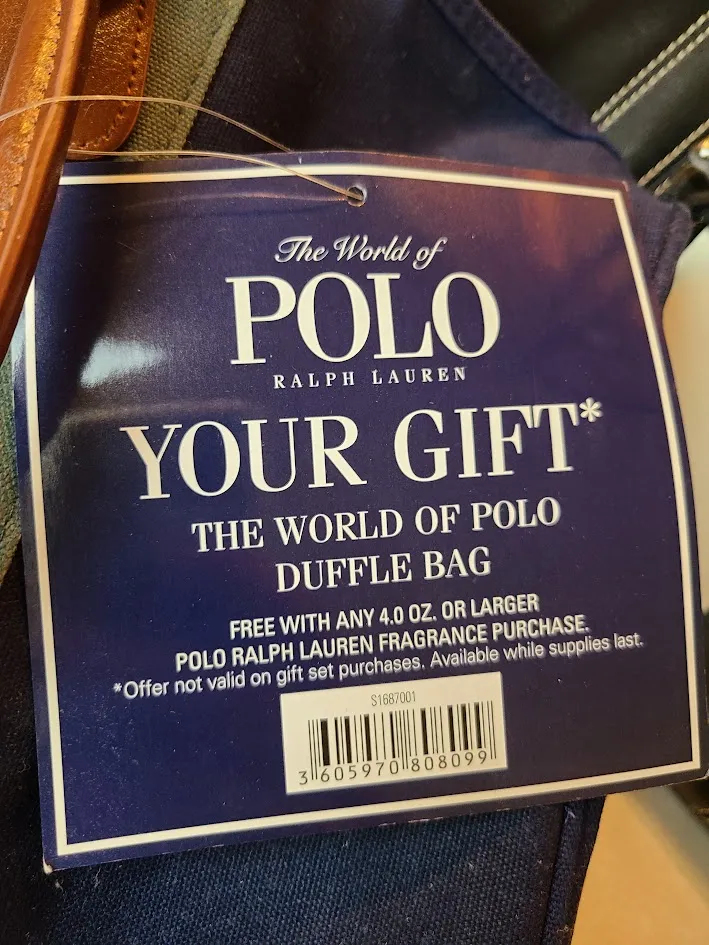 The World of
POLO
RALPH LAUREN
YOUR GIFT*
THE WORLD OF POLO
DUFFLE BAG
FREE WITH ANY 4.0 OZ. OR LARGER
POLO RALPH LAUREN FRAGRANCE PURCHASE.
*Offer not valid on gift set purchases. Available while supplies last.
S1687001
3 605970 808099